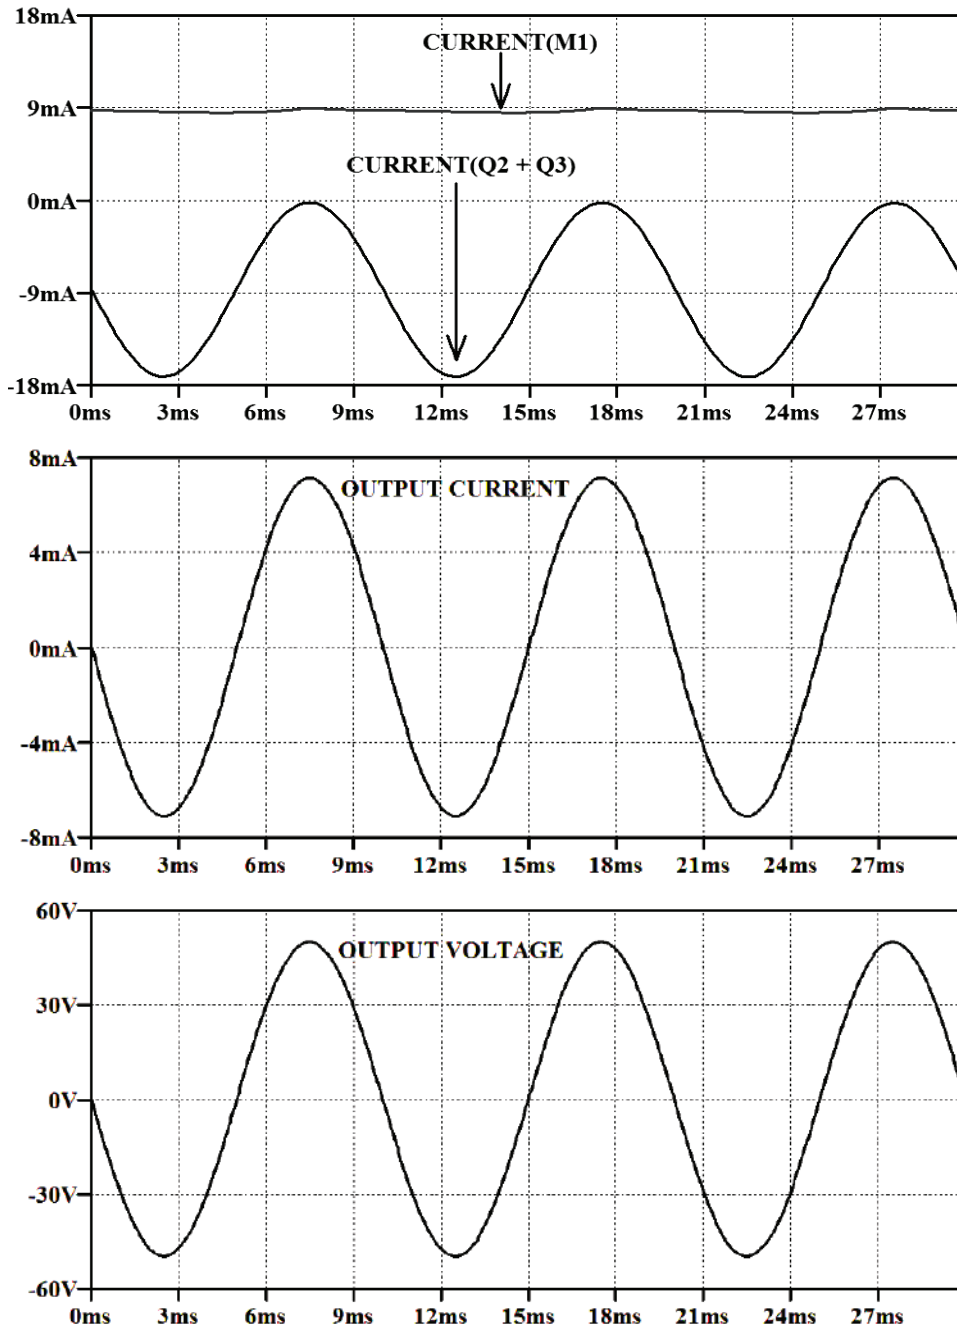 18mA
CURRENT(M1)
9mA
CURRENT(Q2 + Q3)
0mA
-9mA
-18mA
0ms 3ms 6ms 9ms 12ms 15ms 18ms 21ms 24ms 27ms
8mA
OUTPUT CURRENT
4mA
0mA
-4mA
-8mA
0ms 3ms 6ms 9ms 12ms 15ms 18ms 21ms 24ms 27ms
60V
OUTPUT VOLTAGE
30V
0V
-30V
-60V
0ms 3ms 6ms 9ms 12ms 15ms 18ms 21ms 24ms 27ms